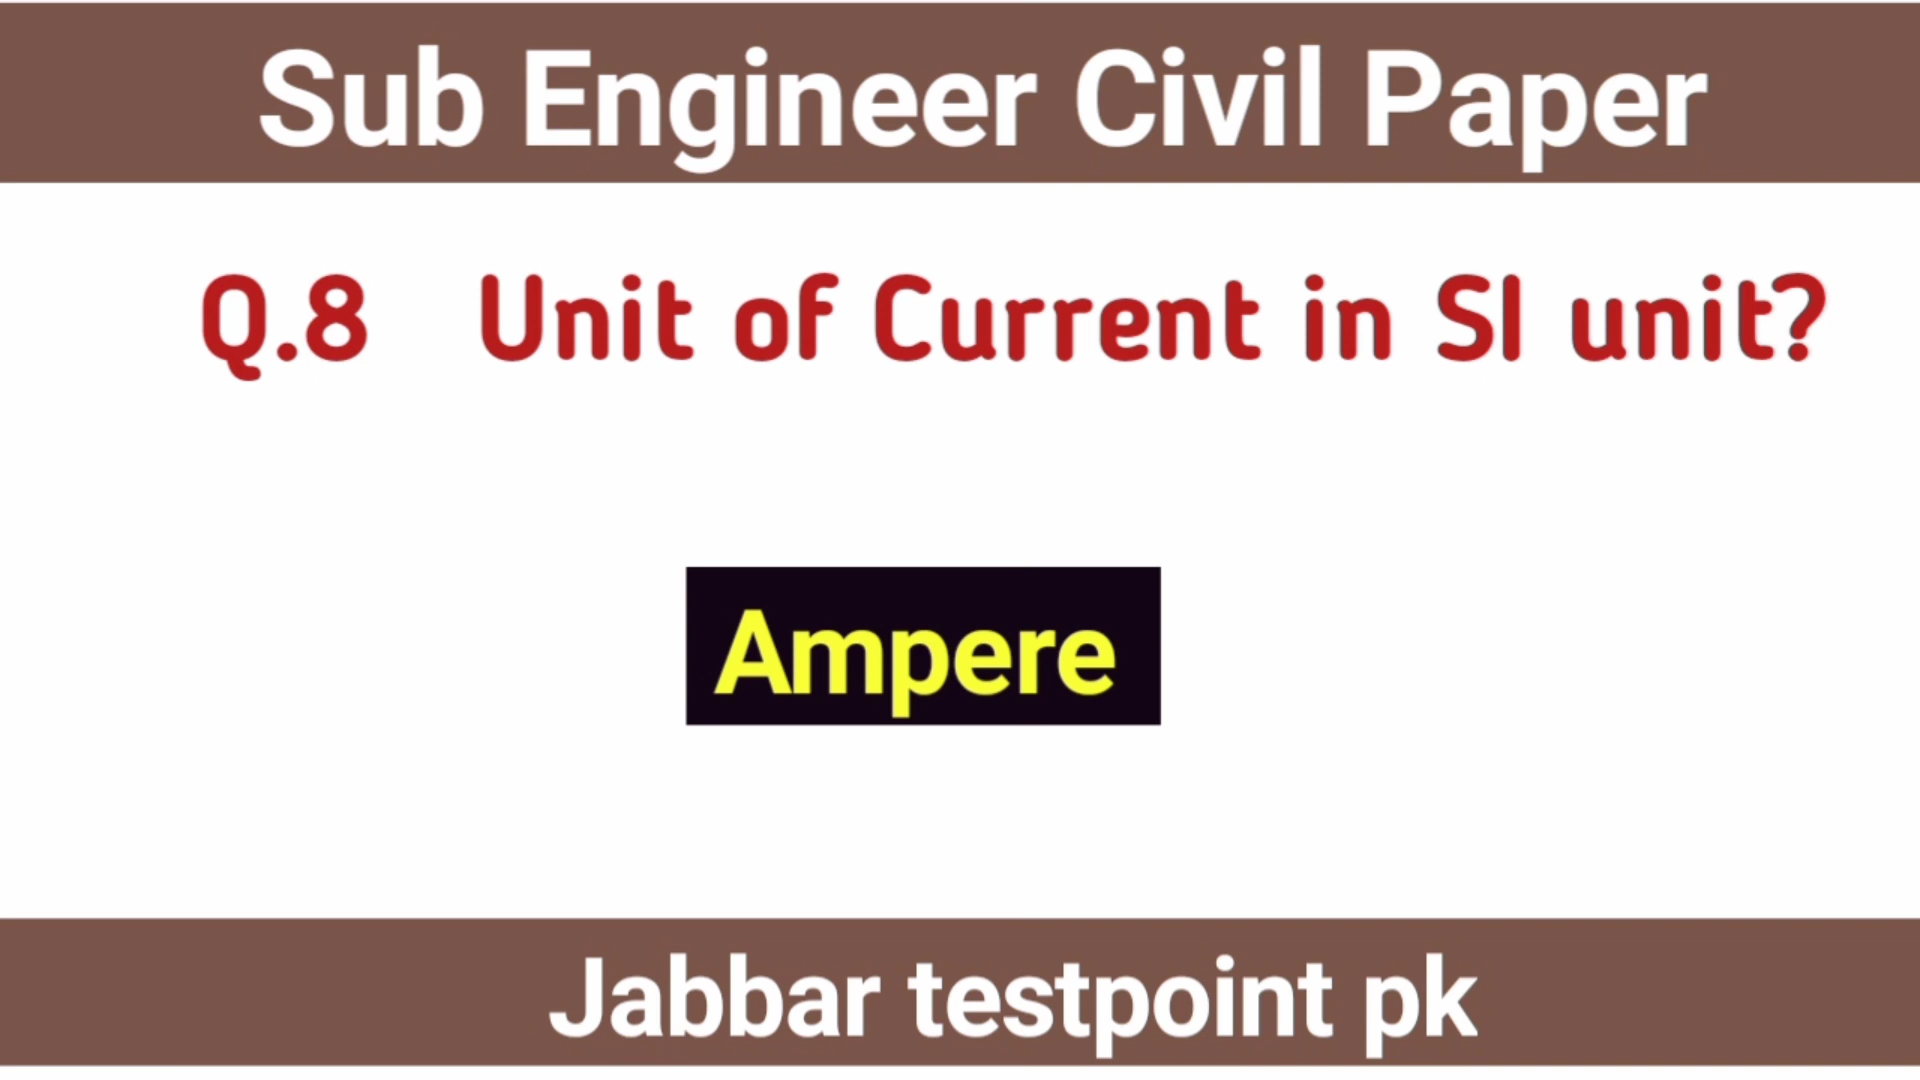 Sub Engineer Civil Paper
Q.8 Unit of Current in SI unit?
Ampere
Jabbar testpoint pk